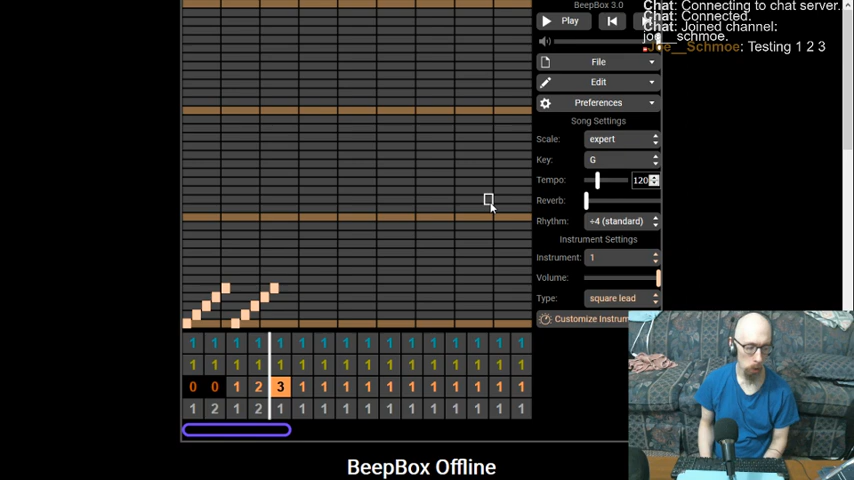 BeepBox 3.0
Chat: Connecting to chat server.
Chat: Connected.
Chat: Joined channel:
joe__schmoe.
Joe__Schmoe: Testing 1 2 3
Play
File
Edit
Preferences
Song Settings
Scale: expert
Key: G
Tempo: 120
Reverb:
Rhythm: +4 (standard)
Instrument Settings
Instrument: 1
Volume:
Type: square lead
Customize Instrum
1 1 1 1 1 1 1 1 1 1 1 1 1 1 1 1
1 1 1 1 1 1 1 1 1 1 1 1 1 1 1 1
0 0 1 2 3 1 1 1 1 1 1 1 1 1 1 1
1 2 1 2 1 1 1 1 1 1 1 1 1 1 1 1
BeepBox Offline